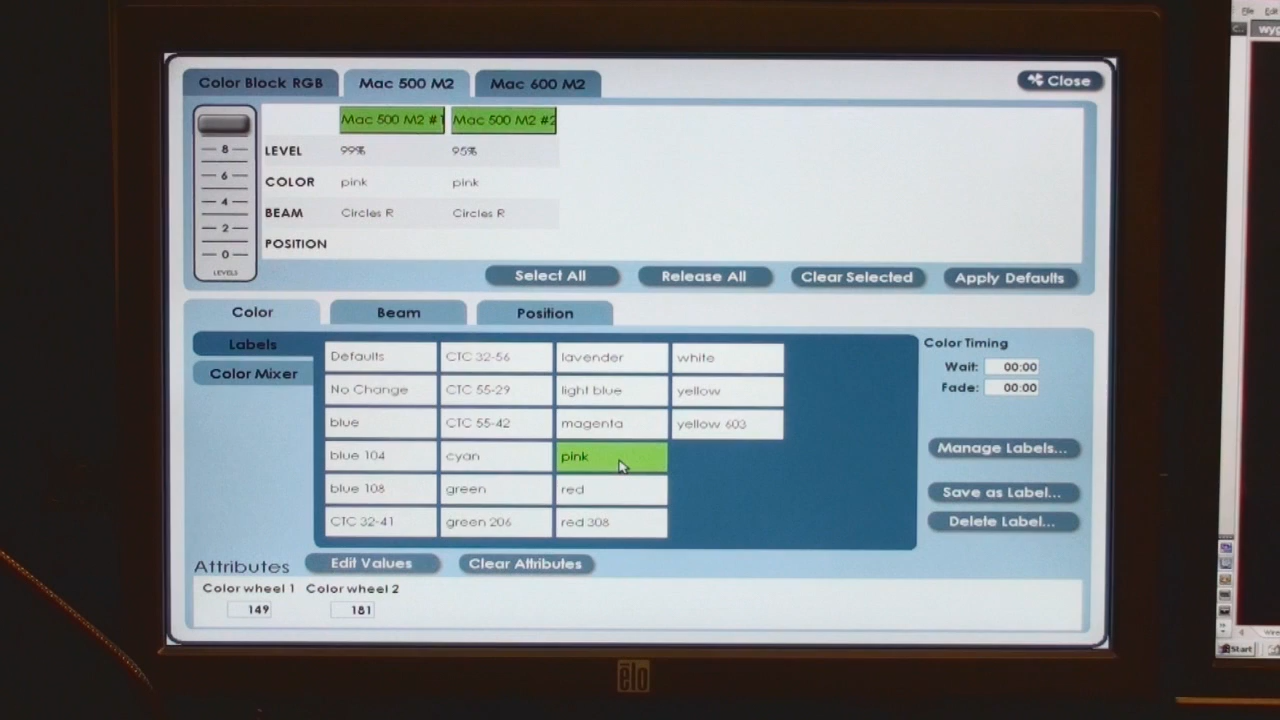 Color Block RGB Mac 500 M2 Mac 600 M2 Close
Mac 500 M2 #1 Mac 500 M2 #2
8
6
4
2
0
LEVELS
LEVEL 99% 95%
COLOR pink pink
BEAM Circles R Circles R
POSITION
Select All Release All Clear Selected Apply Defaults
Color Beam Position
Labels
Color Mixer
Defaults CTC 32-56 lavender white
No Change CTC 55-29 light blue yellow
blue CTC 55-42 magenta yellow 603
blue 104 cyan pink
blue 108 green red
CTC 32-41 green 206 red 308
Color Timing
Wait: 00:00
Fade: 00:00
Manage Labels...
Save as Label...
Delete Label...
Attributes Edit Values Clear Attributes
Color wheel 1 Color wheel 2
149 181
elo
File Edit
Start